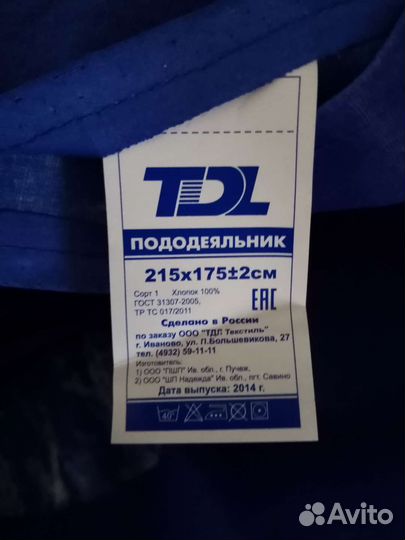 TDL
ПОДОДЕЯЛЬНИК
215х175±2см
Сорт 1 Хлопок 100%
ГОСТ 31307-2005,
ТР ТС 017/2011
ЕАС
Сделано в России
по заказу ООО "ТДЛ Текстиль"
г. Иваново, ул. П.Большевикова, 27
тел. (4932) 59-11-11
Изготовитель:
1) ООО "ПШП" Ив. обл., г. Пучеж,
2) ООО "ШП Надежда" Ив. обл., пгт. Савино
Дата выпуска: 2014 г.
40°
Avito